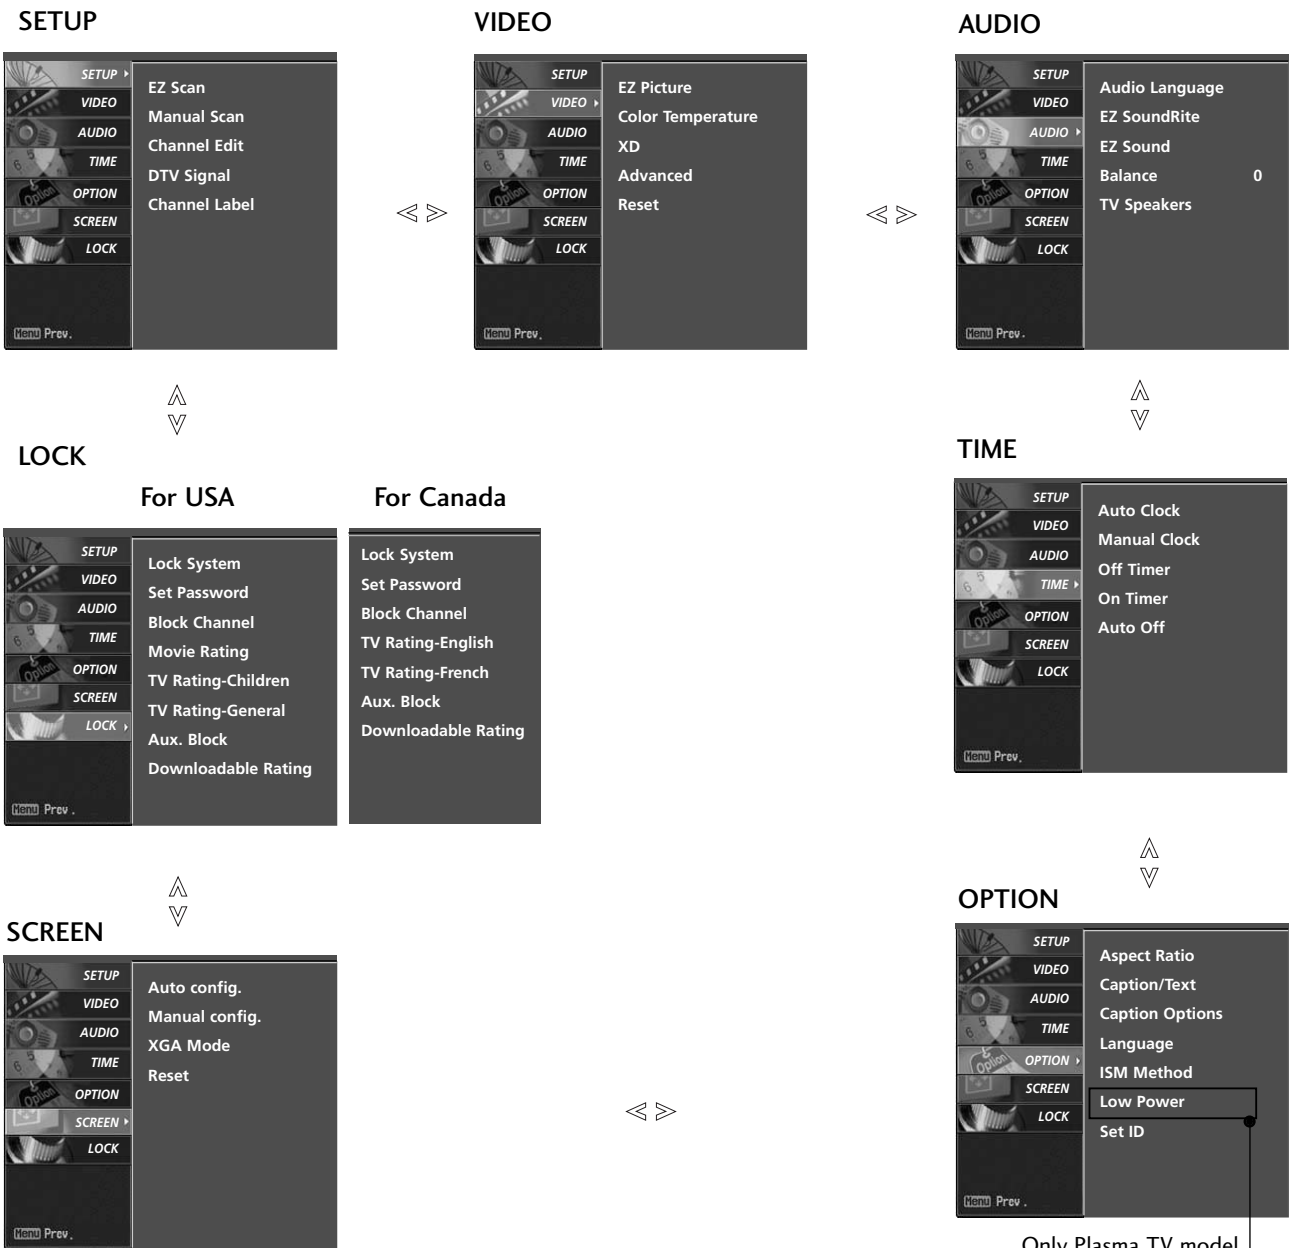 SETUP
SETUP
VIDEO
AUDIO
TIME
OPTION
SCREEN
LOCK
Menu Prev.
EZ Scan
Manual Scan
Channel Edit
DTV Signal
Channel Label
VIDEO
SETUP
VIDEO
AUDIO
TIME
OPTION
SCREEN
LOCK
Menu Prev.
EZ Picture
Color Temperature
XD
Advanced
Reset
AUDIO
SETUP
VIDEO
AUDIO
TIME
OPTION
SCREEN
LOCK
Menu Prev.
Audio Language
EZ SoundRite
EZ Sound
Balance 0
TV Speakers
LOCK
For USA
SETUP
VIDEO
AUDIO
TIME
OPTION
SCREEN
LOCK
Menu Prev.
Lock System
Set Password
Block Channel
Movie Rating
TV Rating-Children
TV Rating-General
Aux. Block
Downloadable Rating
For Canada
Lock System
Set Password
Block Channel
TV Rating-English
TV Rating-French
Aux. Block
Downloadable Rating
TIME
SETUP
VIDEO
AUDIO
TIME
OPTION
SCREEN
LOCK
Menu Prev.
Auto Clock
Manual Clock
Off Timer
On Timer
Auto Off
SCREEN
SETUP
VIDEO
AUDIO
TIME
OPTION
SCREEN
LOCK
Menu Prev.
Auto config.
Manual config.
XGA Mode
Reset
OPTION
SETUP
VIDEO
AUDIO
TIME
OPTION
SCREEN
LOCK
Menu Prev.
Aspect Ratio
Caption/Text
Caption Options
Language
ISM Method
Low Power
Set ID
Only Plasma TV model